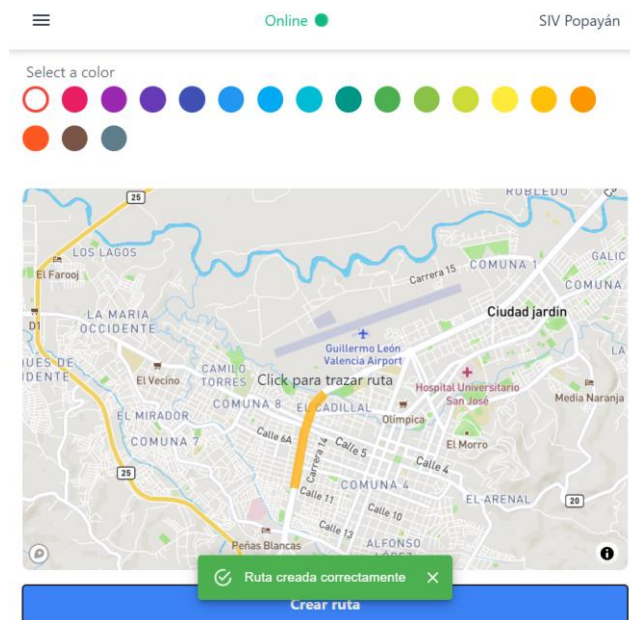 Online
SIV Popayán
Select a color
25
ROBLEDO
LOS LAGOS
GALIC
COMUNA 1
Carrera 15
El Farooj
COMUNA
LA MARIA
OCCIDENTE
Ciudad jardin
D1
Guillermo León
Valencia Airport
LA
QUES DE
IDENTE
El Vecino
CAMILO
TORRES
Click para trazar ruta
Hospital Universitario
San José
Media Naranja
COMUNA 8
EL CADILLAL
Olímpica
EL MIRADOR
Calle 6A
Carrera 14
Calle 5
El Morro
COMUNA 7
Calle 4
25
COMUNA 4
EL ARENAL
20
Calle 11
Calle 10
Calle 13
Peñas Blancas
ALFONSO
LÓPEZ
Ruta creada correctamente
Crear ruta